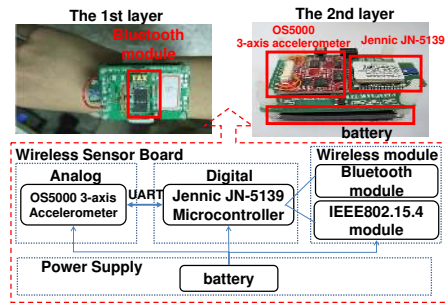 The 1st layer
Bluetooth
module
The 2nd layer
OS5000
3-axis accelerometer
Jennic JN-5139
battery
Wireless Sensor Board
Wireless module
Analog
OS5000 3-axis
Accelerometer
UART
Digital
Jennic JN-5139
Microcontroller
Bluetooth
module
IEEE802.15.4
module
Power Supply
battery